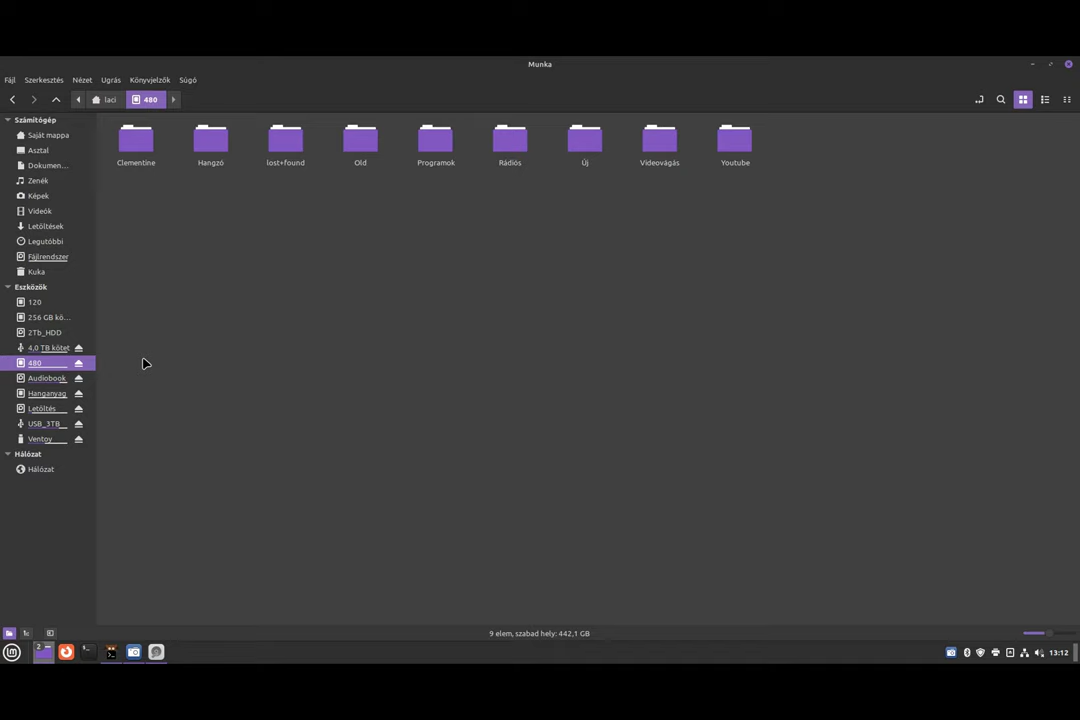 Munka
Fájl Szerkesztés Nézet Ugrás Könyvjelzők Súgó
laci 480
Számítógép
Saját mappa
Asztal
Dokumen...
Zenék
Képek
Videók
Letöltések
Legutóbbi
Fájlrendszer
Kuka
Eszközök
120
256 GB kö...
2Tb_HDD
4,0 TB kötet
480
Audiobook
Hanganyag
Letöltés
USB_3TB
Ventoy
Hálózat
Hálózat
Clementine Hangzó lost+found Old Programok Rádiós Új Videovágás Youtube
9 elem, szabad hely: 442,1 GB
2
13:12